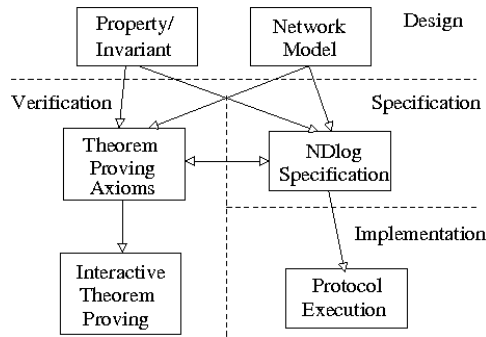 Property/
Invariant
Network
Model
Design
Verification
Specification
Theorem
Proving
Axioms
NDlog
Specification
Implementation
Interactive
Theorem
Proving
Protocol
Execution